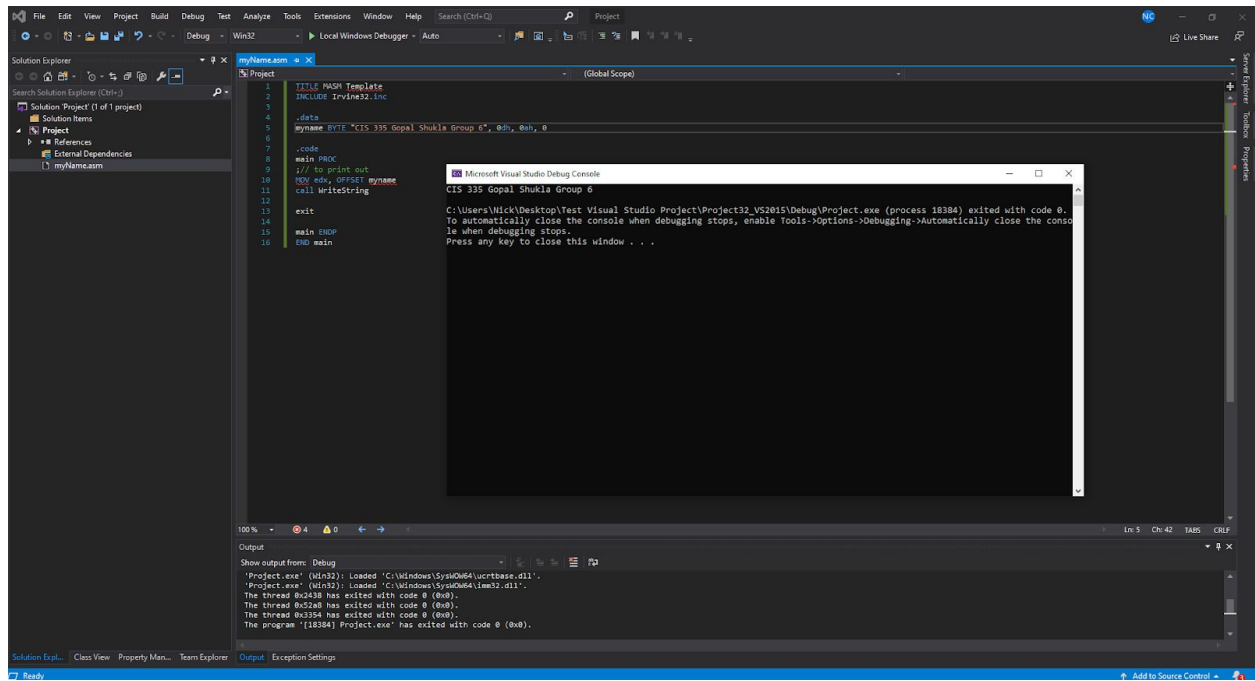 File Edit View Project Build Debug Test Analyze Tools Extensions Window Help Search (Ctrl+Q) Project NC
Debug Win32 Local Windows Debugger Auto Live Share
Solution Explorer
Search Solution Explorer (Ctrl+;)
Solution 'Project' (1 of 1 project)
Solution Items
Project
References
External Dependencies
myName.asm
myName.asm
Project (Global Scope)
1 TITLE MASM Template
2 INCLUDE Irvine32.inc
3
4 .data
5 myname BYTE "CIS 335 Gopal Shukla Group 6", 0dh, 0ah, 0
6
7 .code
8 main PROC
9 ;// to print out
10 MOV edx, OFFSET myname
11 call WriteString
12
13 exit
14
15 main ENDP
16 END main
Microsoft Visual Studio Debug Console
CIS 335 Gopal Shukla Group 6
C:\Users\Nick\Desktop\Test Visual Studio Project\Project32_VS2015\Debug\Project.exe (process 18384) exited with code 0.
To automatically close the console when debugging stops, enable Tools->Options->Debugging->Automatically close the conso
le when debugging stops.
Press any key to close this window . . .
Server Explorer
Toolbox
Properties
100 % 4 0 Ln: 5 Ch: 42 TABS CRLF
Output
Show output from: Debug
'Project.exe' (Win32): Loaded 'C:\Windows\SysWOW64\ucrtbase.dll'.
'Project.exe' (Win32): Loaded 'C:\Windows\SysWOW64\imm32.dll'.
The thread 0x2438 has exited with code 0 (0x0).
The thread 0x52a8 has exited with code 0 (0x0).
The thread 0x3354 has exited with code 0 (0x0).
The program '[18384] Project.exe' has exited with code 0 (0x0).
Solution Expl... Class View Property Man... Team Explorer Output Exception Settings
Ready Add to Source Control